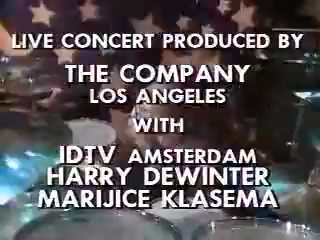 LIVE CONCERT PRODUCED BY
THE COMPANY
LOS ANGELES
WITH
IDTV AMSTERDAM
HARRY DEWINTER
MARIJICE KLASEMA